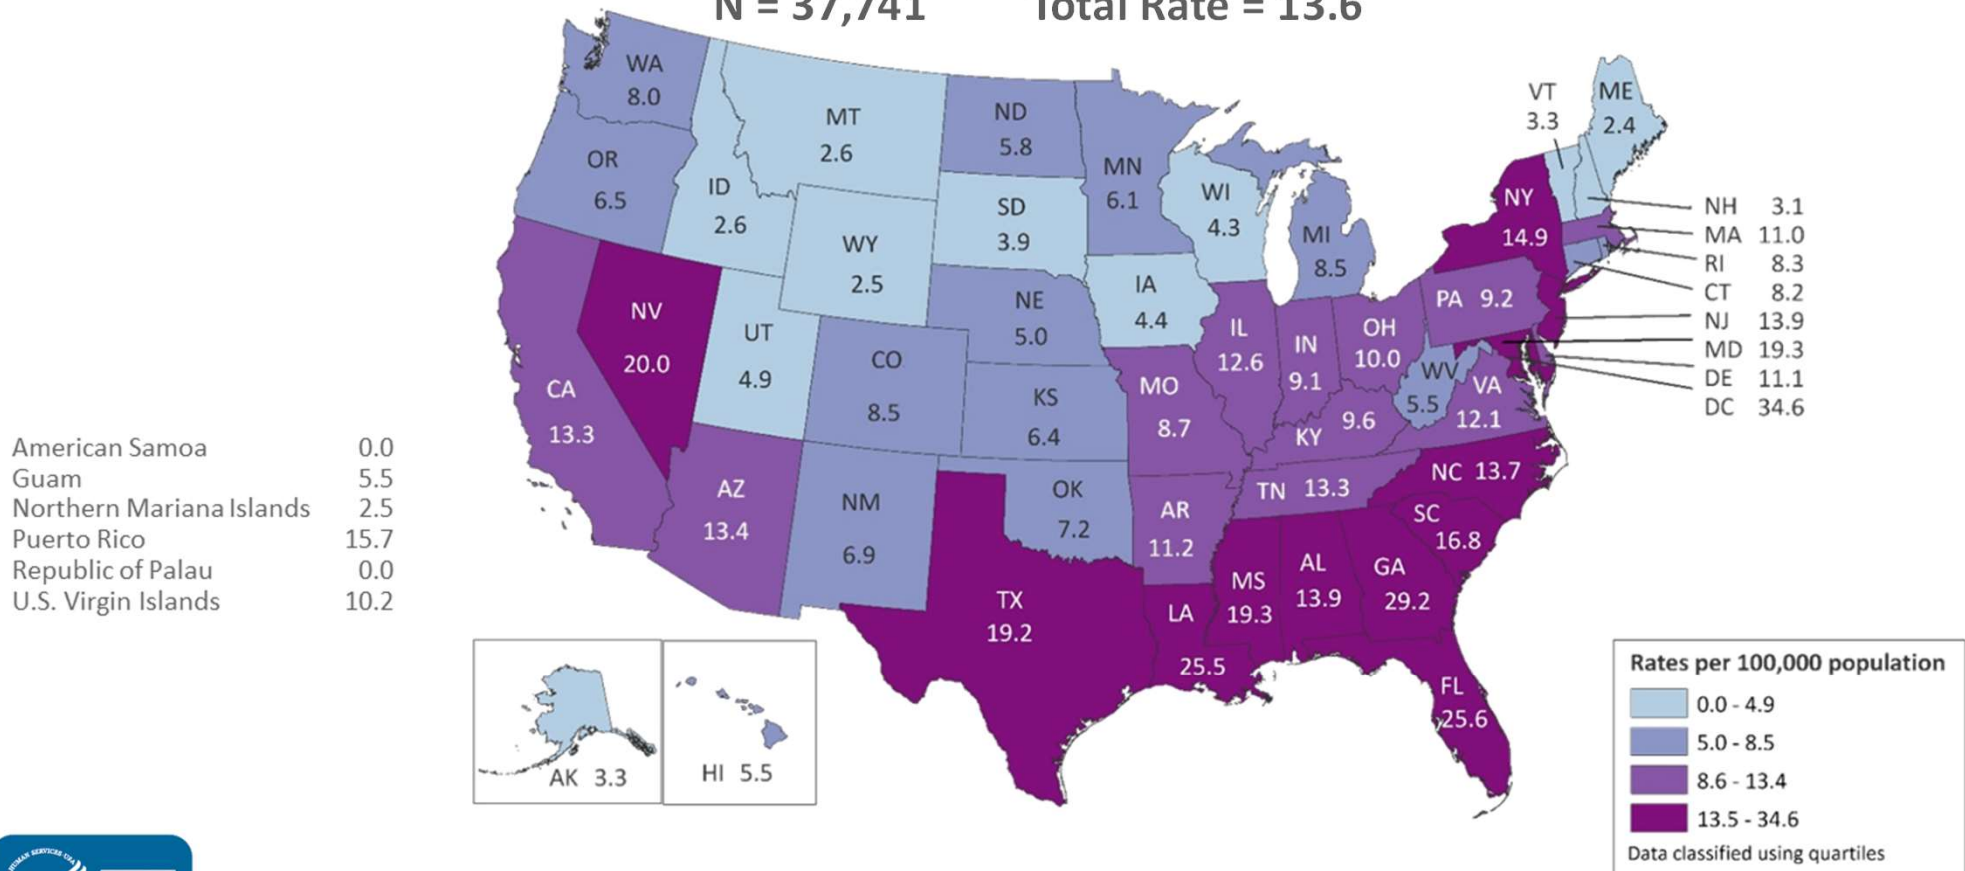 N = 37,741 Total Rate = 13.6
WA
8.0
MT
2.6
ND
5.8
MN
6.1
VT
3.3
ME
2.4
OR
6.5
ID
2.6
WY
2.5
SD
3.9
WI
4.3
MI
8.5
NY
14.9
NH 3.1
MA 11.0
RI 8.3
CT 8.2
NJ 13.9
MD 19.3
DE 11.1
DC 34.6
NV
20.0
UT
4.9
CO
8.5
NE
5.0
IA
4.4
IL
12.6
IN
9.1
OH
10.0
PA 9.2
CA
13.3
KS
6.4
MO
8.7
KY 9.6
WV
5.5
VA
12.1
AZ
13.4
NM
6.9
OK
7.2
AR
11.2
TN 13.3
NC 13.7
SC
16.8
TX
19.2
LA
25.5
MS
19.3
AL
13.9
GA
29.2
FL
25.6
AK 3.3
HI 5.5
American Samoa 0.0
Guam 5.5
Northern Mariana Islands 2.5
Puerto Rico 15.7
Republic of Palau 0.0
U.S. Virgin Islands 10.2
Rates per 100,000 population
0.0 - 4.9
5.0 - 8.5
8.6 - 13.4
13.5 - 34.6
Data classified using quartiles
HUMAN SERVICES·USA